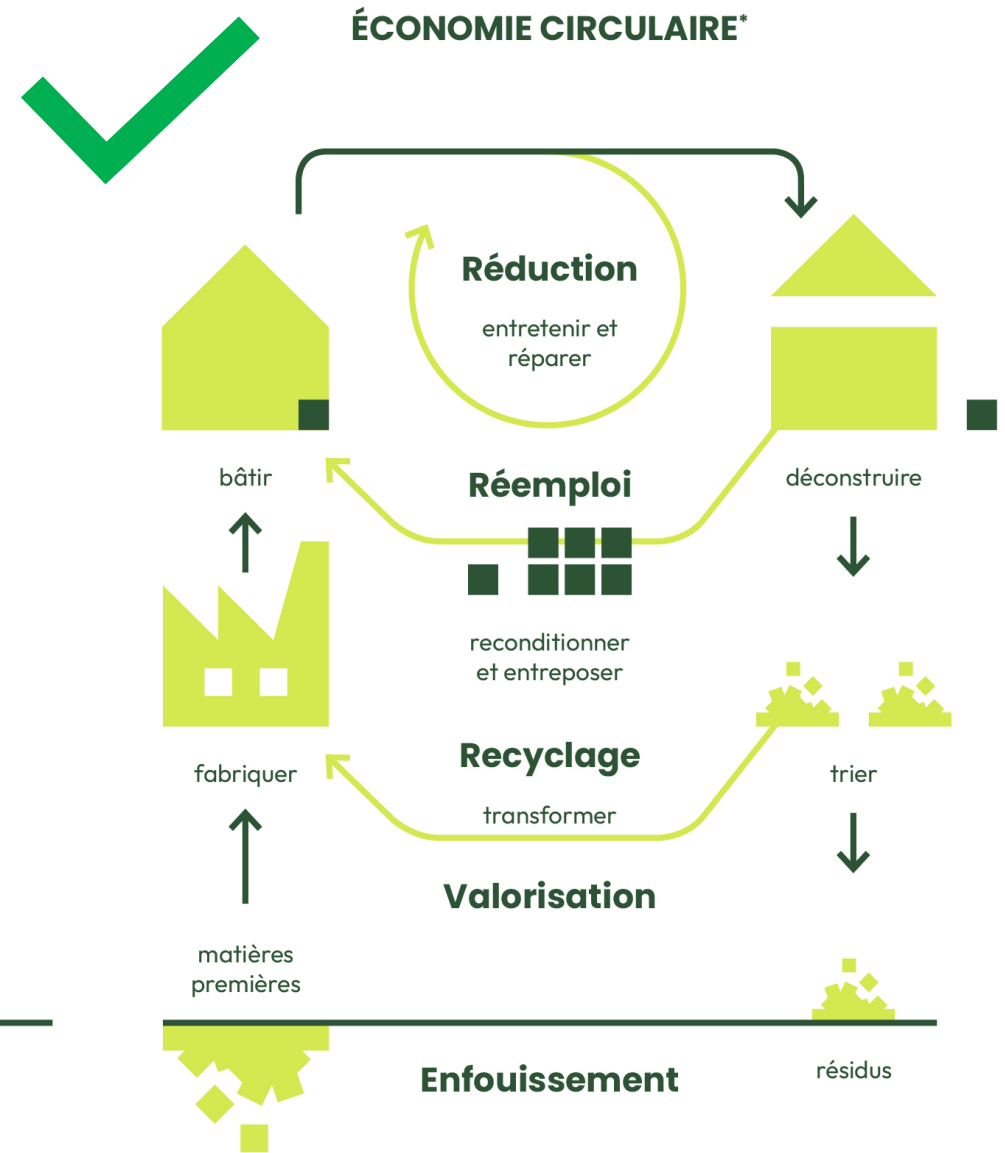 ÉCONOMIE CIRCULAIRE*
Réduction
entretenir et
réparer
bâtir
Réemploi
déconstruire
reconditionner
et entreposer
fabriquer
Recyclage
transformer
trier
Valorisation
matières
premières
Enfouissement
résidus